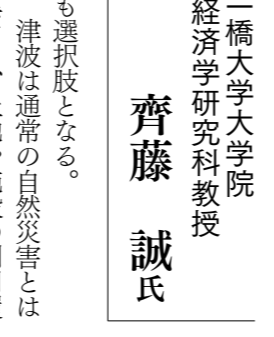 一橋大学大学院
経済学研究科教授
齊藤　誠氏
も選択肢となる。
津波は通常の自然災害とは